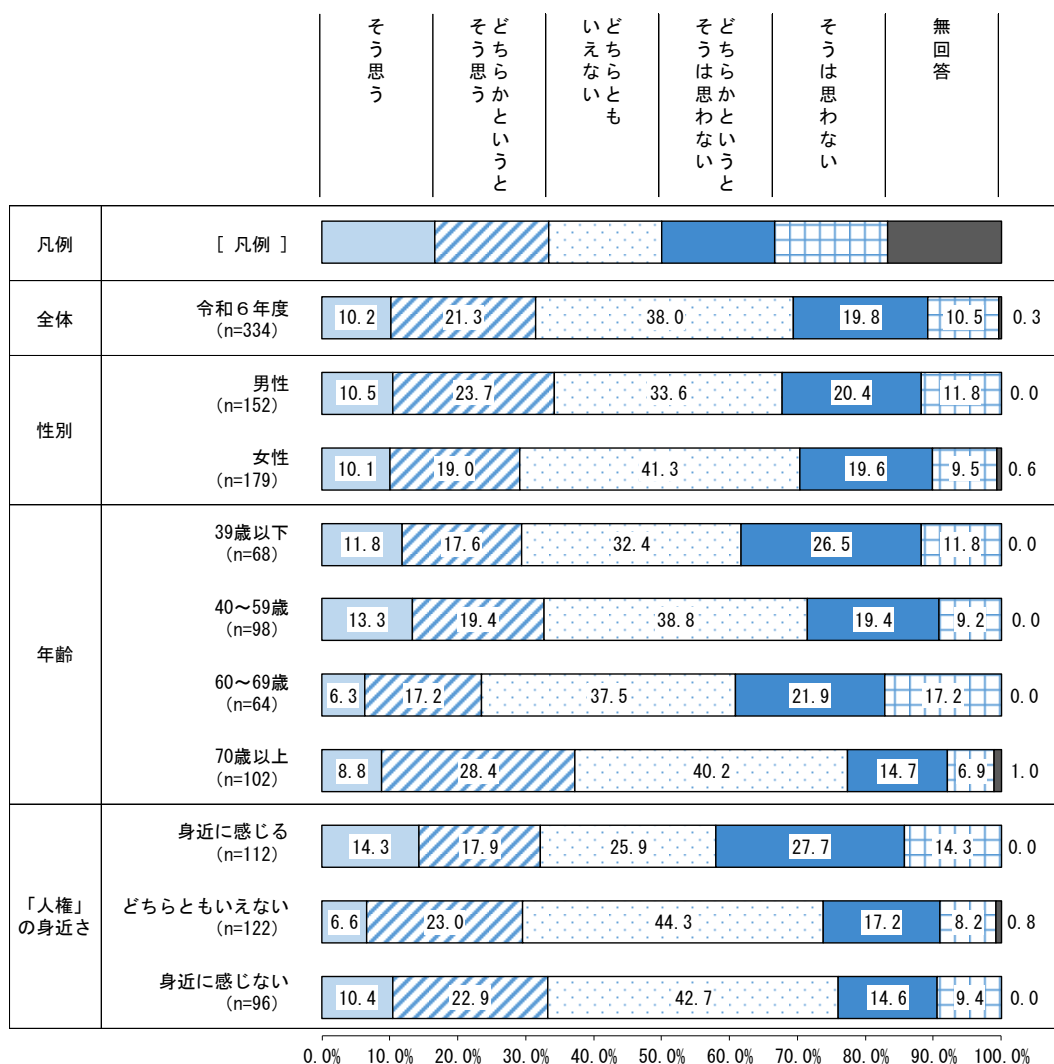 そう思う
どちらかというと
そう思う
どちらとも
いえない
どちらかというと
そうは思わない
そうは思わない
無回答
凡例
[ 凡例 ]
全体
令和６年度
(n=334)
10.2 21.3 38.0 19.8 10.5 0.3
性別
男性
(n=152)
10.5 23.7 33.6 20.4 11.8 0.0
女性
(n=179)
10.1 19.0 41.3 19.6 9.5 0.6
年齢
39歳以下
(n=68)
11.8 17.6 32.4 26.5 11.8 0.0
40～59歳
(n=98)
13.3 19.4 38.8 19.4 9.2 0.0
60～69歳
(n=64)
6.3 17.2 37.5 21.9 17.2 0.0
70歳以上
(n=102)
8.8 28.4 40.2 14.7 6.9 1.0
「人権」
の身近さ
身近に感じる
(n=112)
14.3 17.9 25.9 27.7 14.3 0.0
どちらともいえない
(n=122)
6.6 23.0 44.3 17.2 8.2 0.8
身近に感じない
(n=96)
10.4 22.9 42.7 14.6 9.4 0.0
0.0% 10.0% 20.0% 30.0% 40.0% 50.0% 60.0% 70.0% 80.0% 90.0% 100.0%